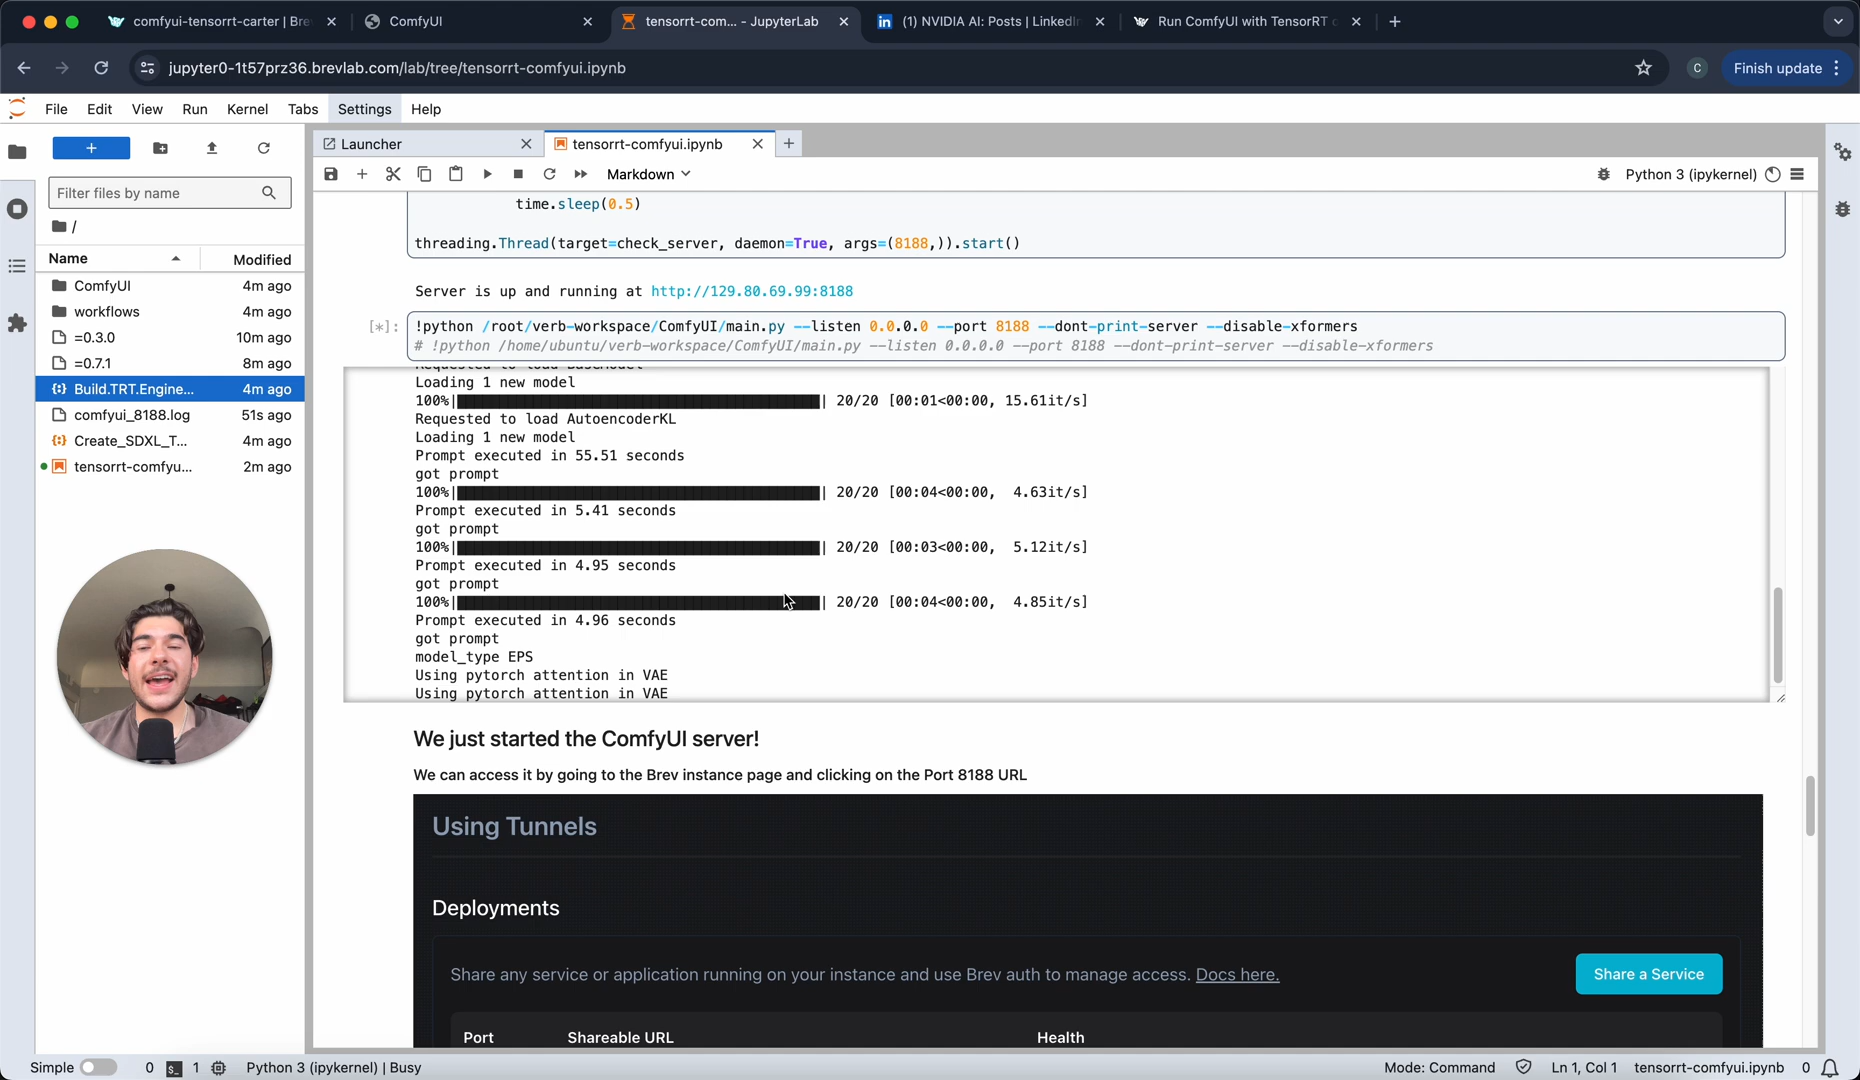 comfyui-tensorrt-carter | Bre
ComfyUI
tensorrt-com... - JupyterLab
(1) NVIDIA AI: Posts | LinkedIn
Run ComfyUI with TensorRT
jupyter0-1t57prz36.brevlab.com/lab/tree/tensorrt-comfyui.ipynb
C
Finish update
File Edit View Run Kernel Tabs Settings Help
Launcher
tensorrt-comfyui.ipynb
Markdown
Python 3 (ipykernel)
Filter files by name
/
Name Modified
ComfyUI 4m ago
workflows 4m ago
=0.3.0 10m ago
=0.7.1 8m ago
Build.TRT.Engine... 4m ago
comfyui_8188.log 51s ago
Create_SDXL_T... 4m ago
tensorrt-comfyu... 2m ago
time.sleep(0.5)
threading.Thread(target=check_server, daemon=True, args=(8188,)).start()
Server is up and running at http://129.80.69.99:8188
[*]: !python /root/verb-workspace/ComfyUI/main.py --listen 0.0.0.0 --port 8188 --dont-print-server --disable-xformers
# !python /home/ubuntu/verb-workspace/ComfyUI/main.py --listen 0.0.0.0 --port 8188 --dont-print-server --disable-xformers
Requested to load BaseModel
Loading 1 new model
100%| | 20/20 [00:01<00:00, 15.61it/s]
Requested to load AutoencoderKL
Loading 1 new model
Prompt executed in 55.51 seconds
got prompt
100%| | 20/20 [00:04<00:00, 4.63it/s]
Prompt executed in 5.41 seconds
got prompt
100%| | 20/20 [00:03<00:00, 5.12it/s]
Prompt executed in 4.95 seconds
got prompt
100%| | 20/20 [00:04<00:00, 4.85it/s]
Prompt executed in 4.96 seconds
got prompt
model_type EPS
Using pytorch attention in VAE
Using pytorch attention in VAE
We just started the ComfyUI server!
We can access it by going to the Brev instance page and clicking on the Port 8188 URL
Using Tunnels
Deployments
Share any service or application running on your instance and use Brev auth to manage access. Docs here.
Share a Service
Port Shareable URL Health
Simple 0 1 Python 3 (ipykernel) | Busy
Mode: Command Ln 1, Col 1 tensorrt-comfyui.ipynb 0